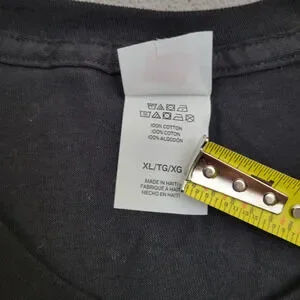 100% COTTON
100% COTON
100% ALGODON
XL/TG/XG
MADE IN HAITI
FABRIQUÉ À HAITI
HECHO EN HAITI